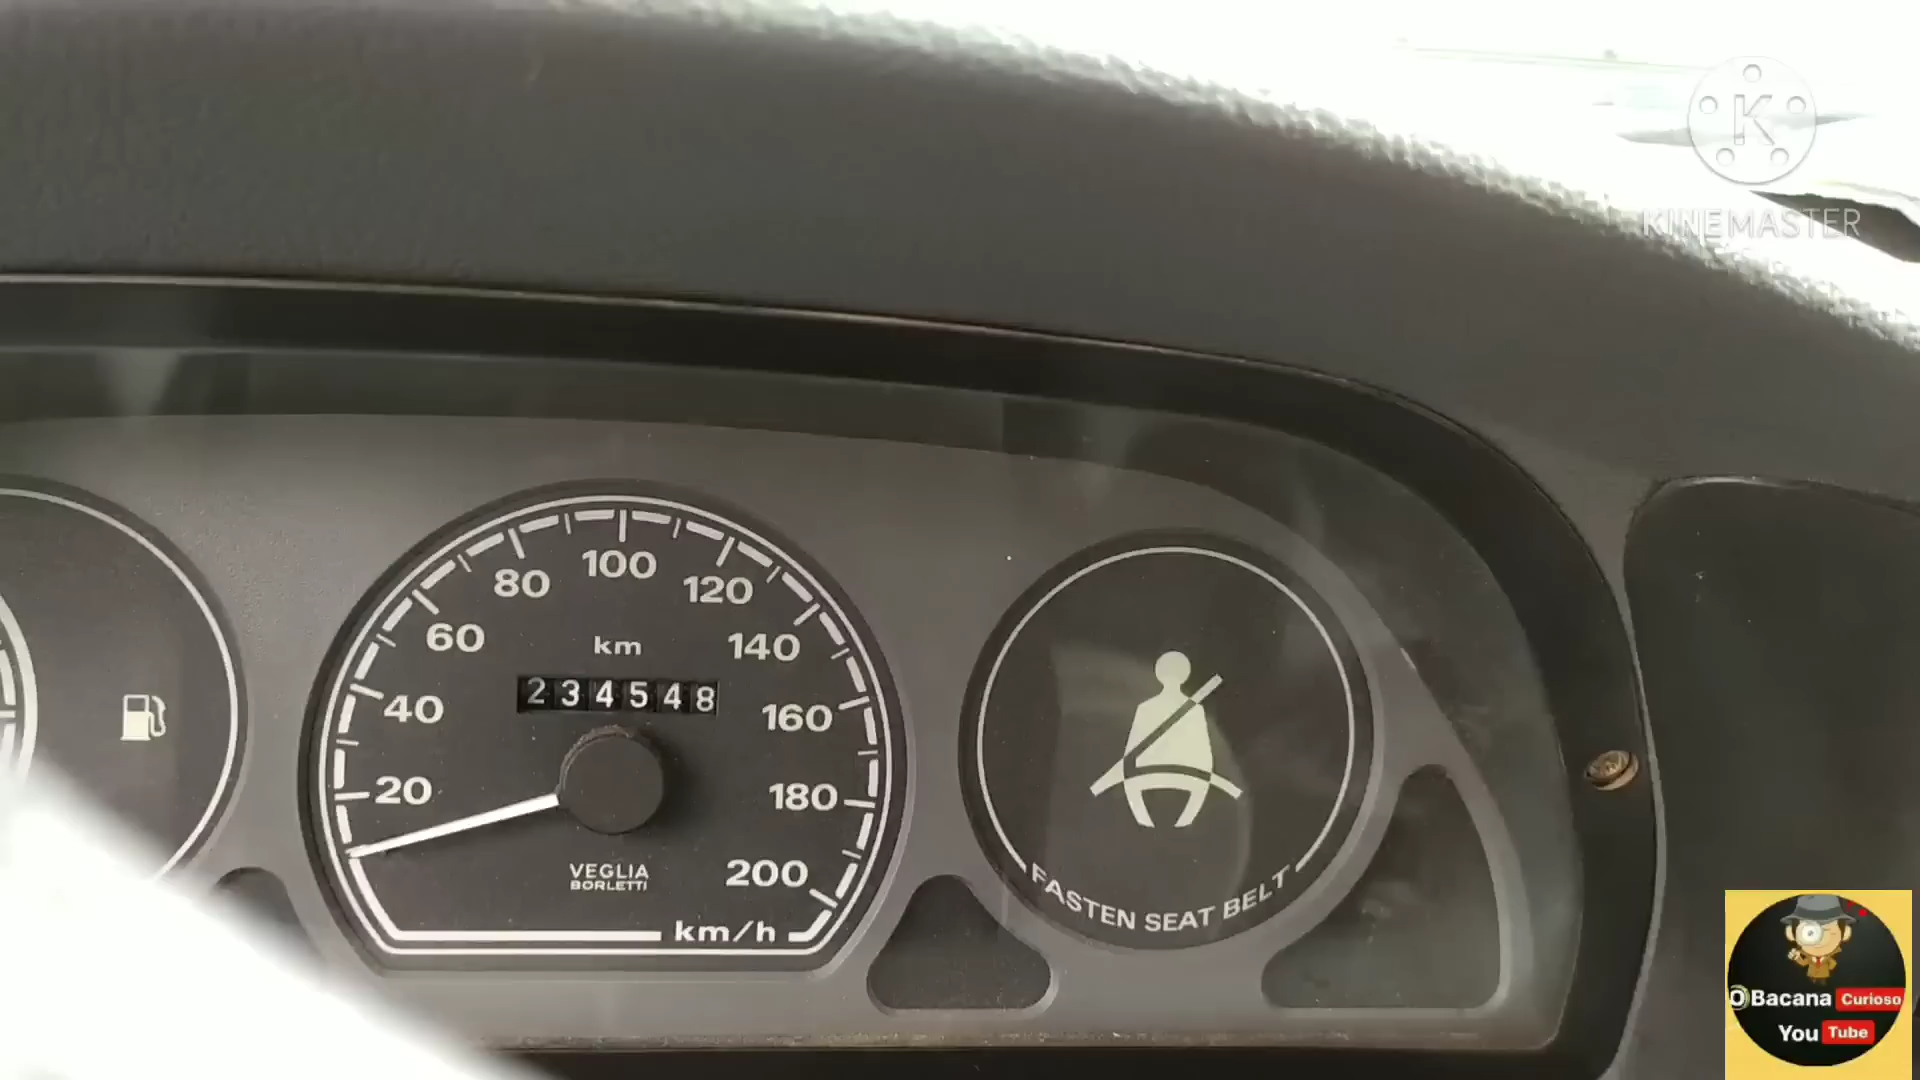 K
KINEMASTER
20
40
60
80
100
120
140
160
180
200
km
234548
VEGLIA
BORLETTI
km/h
FASTEN SEAT BELT
O Bacana Curioso
You Tube